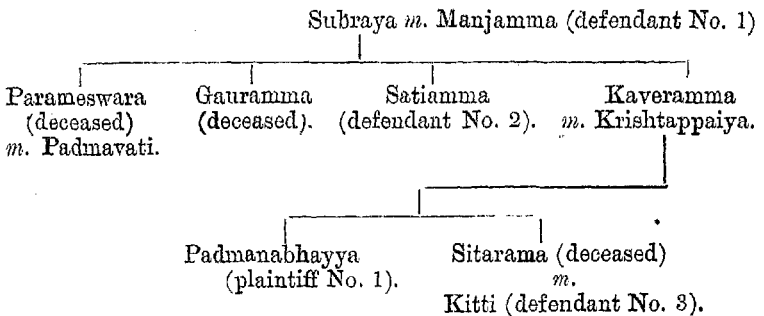 Subraya m. Manjamma (defendant No. 1)
Parameswara Gauramma Satiamma Kaveramma
(deceased) (deceased). (defendant No. 2). m. Krishtappaiya.
m. Padmavati.
Padmanabhayya Sitarama (deceased)
(plaintiff No. 1). m.
Kitti (defendant No. 3).